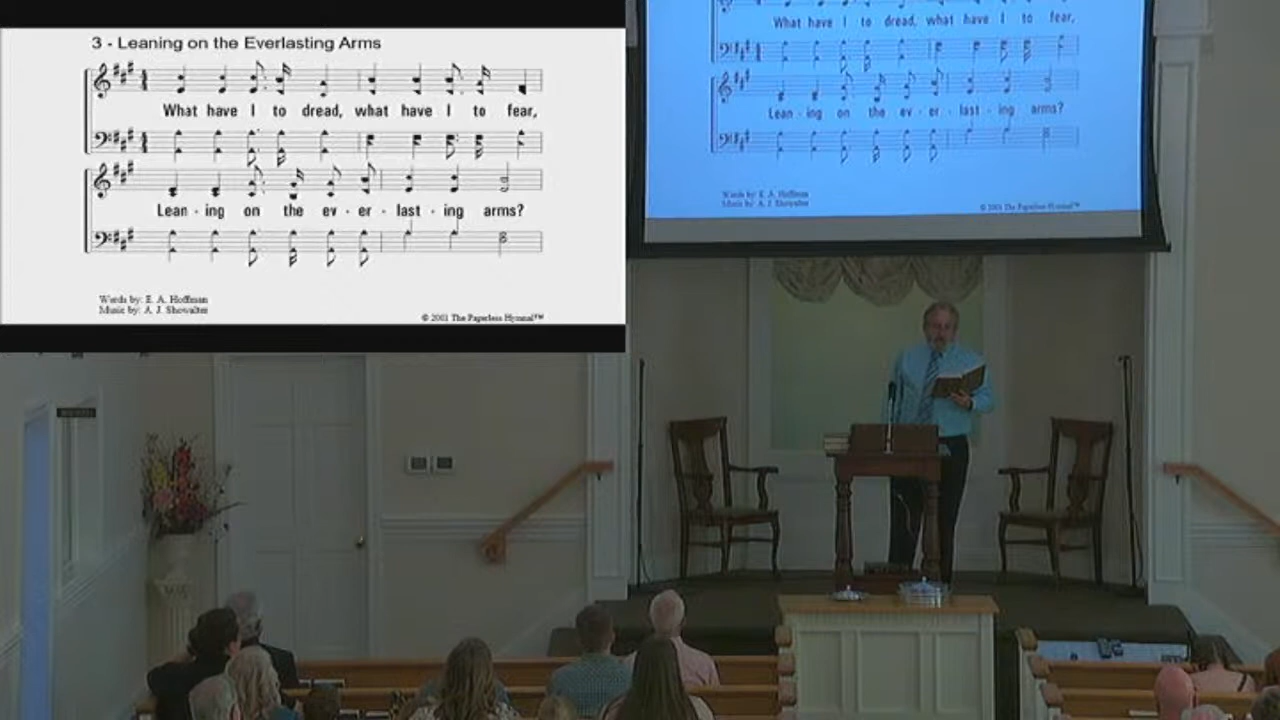 3 - Leaning on the Everlasting Arms
What have I to dread, what have I to fear,
Lean - ing on the ev - er - last - ing arms?
Words by: E. A. Hoffman
Music by: A. J. Showalter
© 2001 The Paperless Hymnal™
What have I to dread, what have I to fear,
Lean - ing on the ev - er - last - ing arms?
Words by: E. A. Hoffman
Music by: A. J. Showalter
© 2001 The Paperless Hymnal™